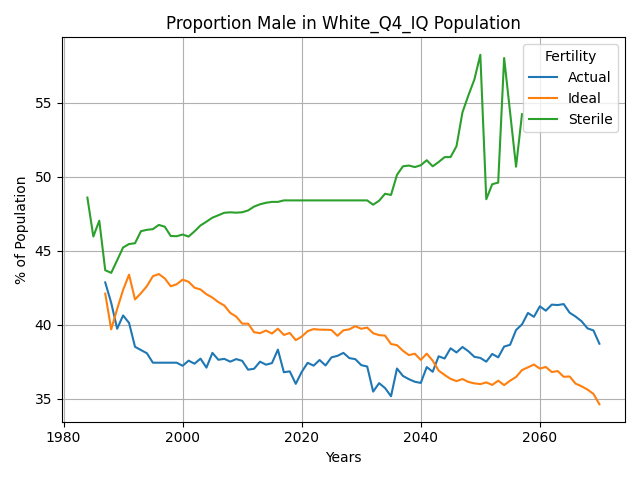 Proportion Male in White_Q4_IQ Population
Fertility
Actual
Ideal
Sterile
% of Population
55
50
45
40
35
1980
2000
2020
2040
2060
Years